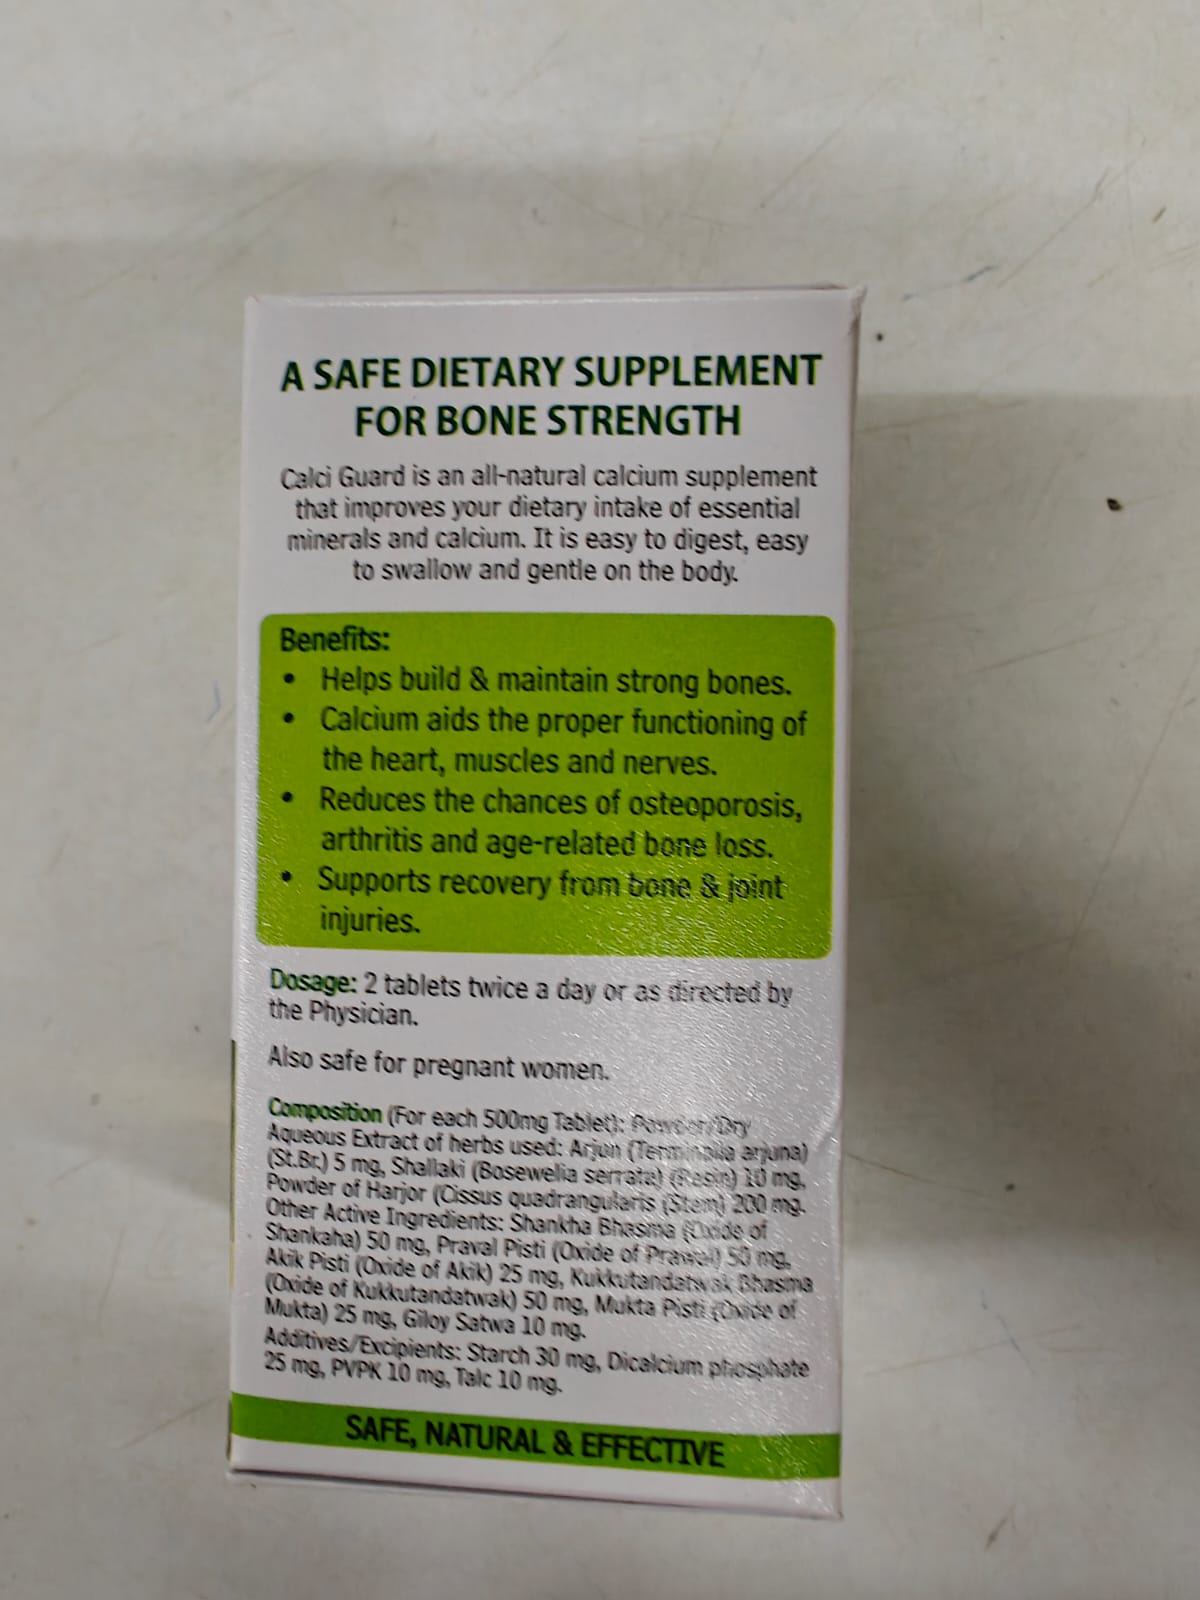 A SAFE DIETARY SUPPLEMENT
FOR BONE STRENGTH
Calci Guard is an all-natural calcium supplement
that improves your dietary intake of essential
minerals and calcium. It is easy to digest, easy
to swallow and gentle on the body.
Benefits:
• Helps build & maintain strong bones.
• Calcium aids the proper functioning of
the heart, muscles and nerves.
• Reduces the chances of osteoporosis,
arthritis and age-related bone loss.
• Supports recovery from bone & joint
injuries.
Dosage: 2 tablets twice a day or as directed by
the Physician.
Also safe for pregnant women.
Composition (For each 500mg Tablet): Powder/Dry
Aqueous Extract of herbs used: Arjun (Terminalia arjuna)
(St.Br.) 5 mg, Shallaki (Bosewelia serrata) (Resin) 10 mg,
Powder of Harjor (Cissus quadrangularis (Stem) 200 mg.
Other Active Ingredients: Shankha Bhasma (Oxide of
Shankaha) 50 mg, Praval Pisti (Oxide of Prawal) 50 mg,
Akik Pisti (Oxide of Akik) 25 mg, Kukkutandatwak Bhasma
(Oxide of Kukkutandatwak) 50 mg, Mukta Pisti (Oxide of
Mukta) 25 mg, Giloy Satwa 10 mg.
Additives/Excipients: Starch 30 mg, Dicalcium phosphate
25 mg, PVPK 10 mg, Talc 10 mg.
SAFE, NATURAL & EFFECTIVE